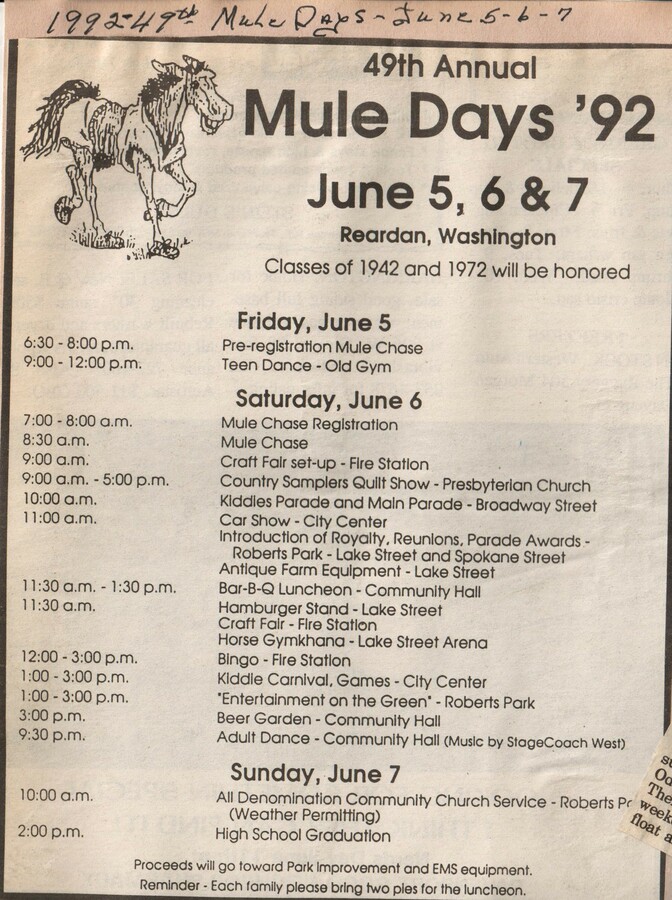 1992-49th Mule Days - June 5-6-7
49th Annual
Mule Days '92
June 5, 6 & 7
Reardan, Washington
Classes of 1942 and 1972 will be honored
Friday, June 5
6:30 - 8:00 p.m. Pre-registration Mule Chase
9:00 - 12:00 p.m. Teen Dance - Old Gym
Saturday, June 6
7:00 - 8:00 a.m. Mule Chase Registration
8:30 a.m. Mule Chase
9:00 a.m. Craft Fair set-up - Fire Station
9:00 a.m. - 5:00 p.m. Country Samplers Quilt Show - Presbyterian Church
10:00 a.m. Kiddies Parade and Main Parade - Broadway Street
11:00 a.m. Car Show - City Center
Introduction of Royalty, Reunions, Parade Awards -
Roberts Park - Lake Street and Spokane Street
Antique Farm Equipment - Lake Street
11:30 a.m. - 1:30 p.m. Bar-B-Q Luncheon - Community Hall
11:30 a.m. Hamburger Stand - Lake Street
Craft Fair - Fire Station
Horse Gymkhana - Lake Street Arena
12:00 - 3:00 p.m. Bingo - Fire Station
1:00 - 3:00 p.m. Kiddie Carnival, Games - City Center
1:00 - 3:00 p.m. "Entertainment on the Green" - Roberts Park
3:00 p.m. Beer Garden - Community Hall
9:30 p.m. Adult Dance - Community Hall (Music by StageCoach West)
Sunday, June 7
10:00 a.m. All Denomination Community Church Service - Roberts
(Weather Permitting)
2:00 p.m. High School Graduation
Proceeds will go toward Park Improvement and EMS equipment.
Reminder - Each family please bring two pies for the luncheon.
The
week
float a